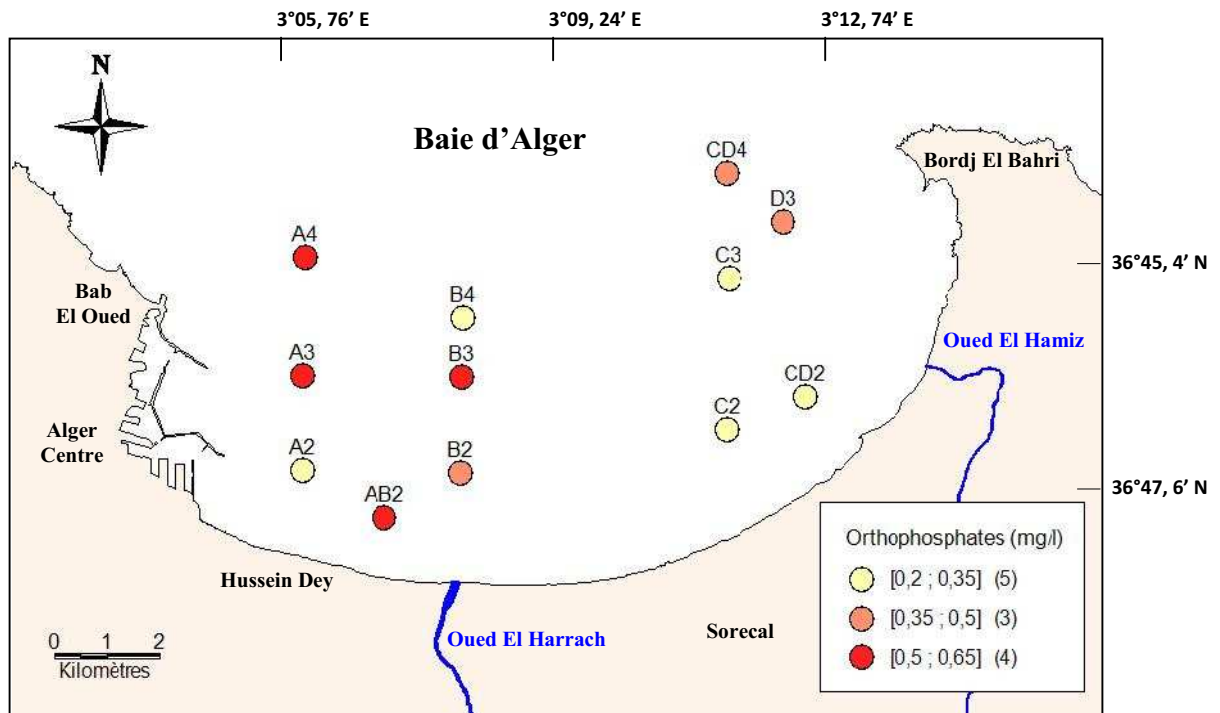 3°05, 76’ E
3°09, 24’ E
3°12, 74’ E
N
Baie d’Alger
CD4
Bordj El Bahri
D3
A4
C3
36°45, 4’ N
Bab
El Oued
B4
Oued El Hamiz
A3
B3
CD2
C2
Alger
Centre
A2
B2
AB2
36°47, 6’ N
Orthophosphates (mg/l)
[0,2 ; 0,35] (5)
[0,35 ; 0,5] (3)
[0,5 ; 0,65] (4)
Hussein Dey
Oued El Harrach
Sorecal
0 1 2
Kilomètres